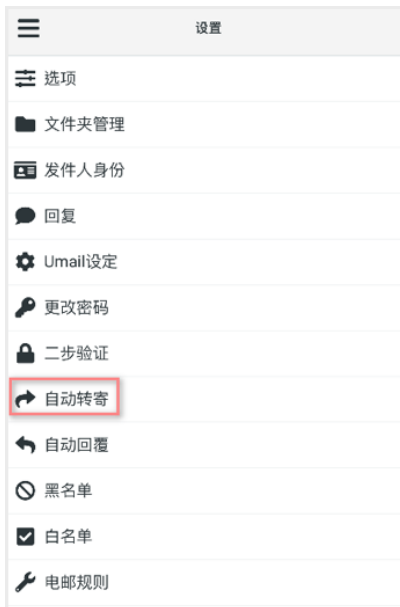 设置
选项
文件夹管理
发件人身份
回复
Umail设定
更改密码
二步验证
自动转寄
自动回覆
黑名单
白名单
电邮规则